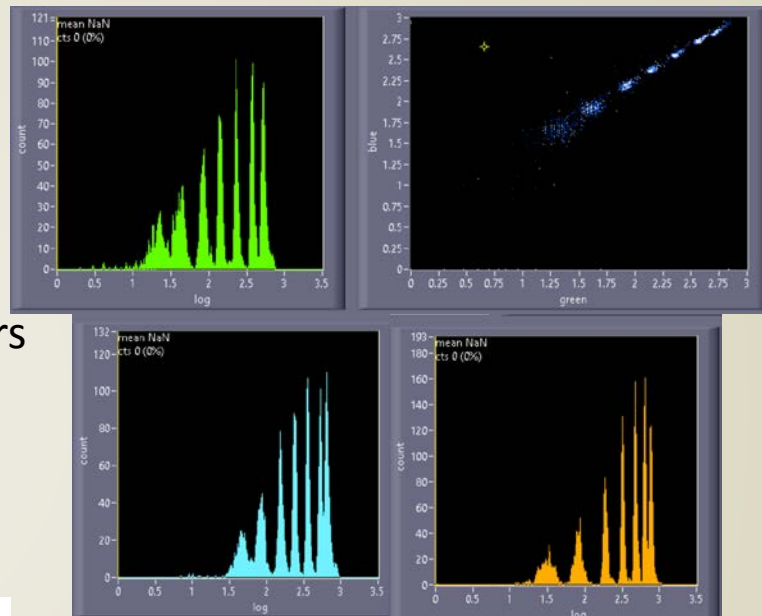 121
mean NaN
cts 0 (0%)
110
100
90
80
70
60
50
40
30
20
10
0
count
0 0.5 1 1.5 2 2.5 3 3.5
log
3
2.75
2.5
2.25
2
1.75
1.5
1.25
1
0.75
0.5
0.25
0
blue
0 0.25 0.5 0.75 1 1.25 1.5 1.75 2 2.25 2.5 2.75 3
green
rs
132
mean NaN
cts 0 (0%)
120
100
80
60
40
20
0
count
0 0.5 1 1.5 2 2.5 3 3.5
log
193
mean NaN
cts 0 (0%)
180
160
140
120
100
80
60
40
20
0
count
0 0.5 1 1.5 2 2.5 3 3.5
log